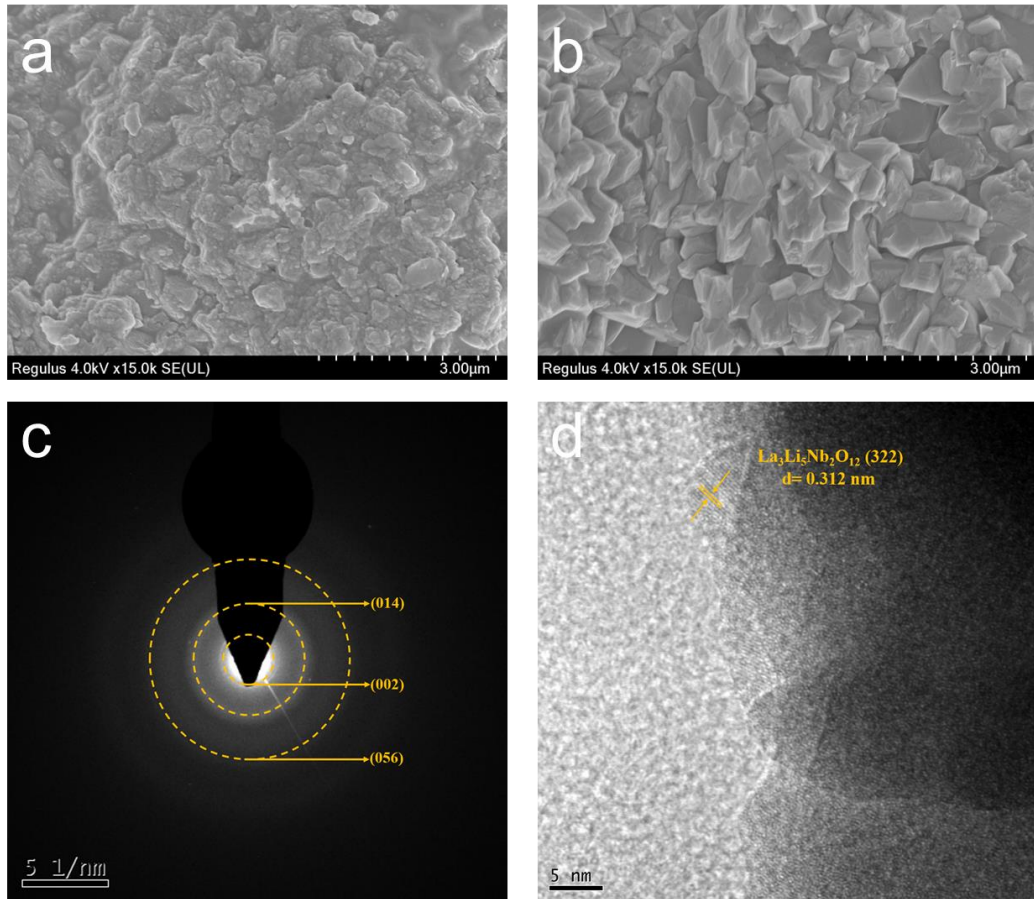 a
b
Regulus 4.0kV x15.0k SE(UL) 3.00μm
Regulus 4.0kV x15.0k SE(UL) 3.00μm
c
(014)
(002)
(056)
5 1/nm
d
La₃Li₅Nb₂O₁₂ (322)
d= 0.312 nm
5 nm